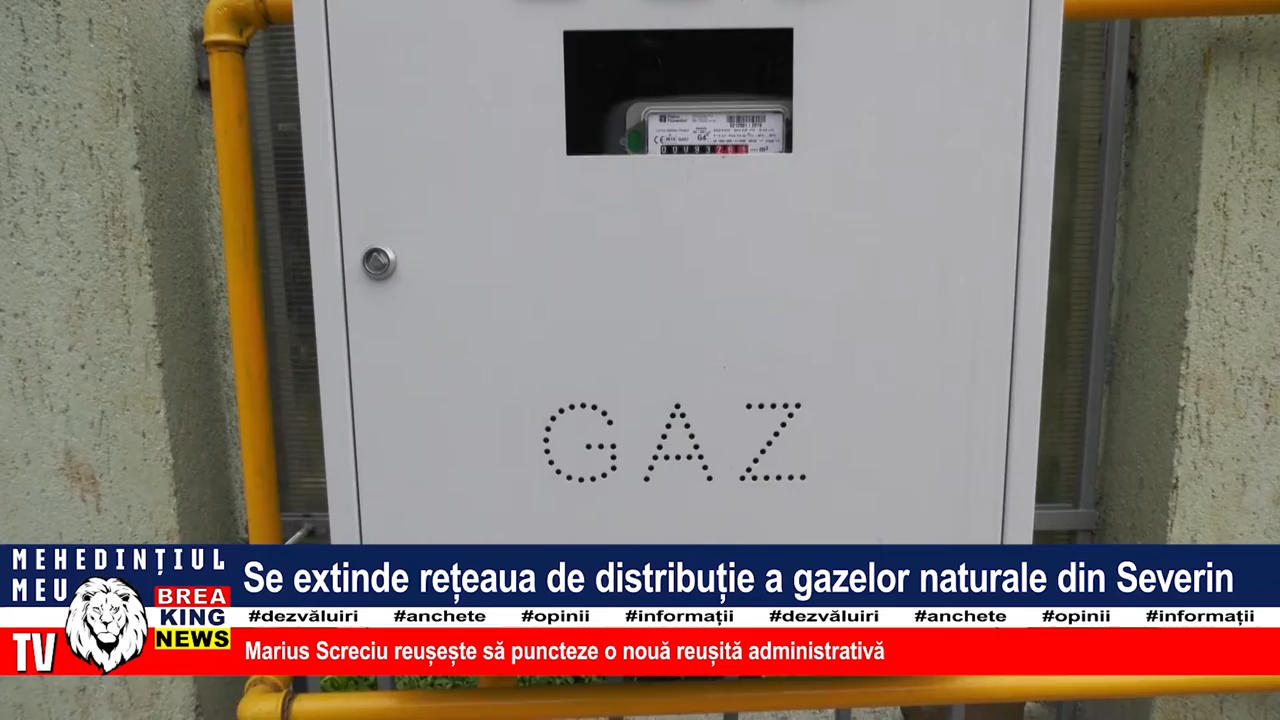 G4
GAZ
MEHEDINȚIUL
MEU
TV
BREA
KING
NEWS
Se extinde rețeaua de distribuție a gazelor naturale din Severin
#dezvăluiri #anchete #opinii #informații #dezvăluiri #anchete #opinii #informații
Marius Screciu reușește să puncteze o nouă reușită administrativă